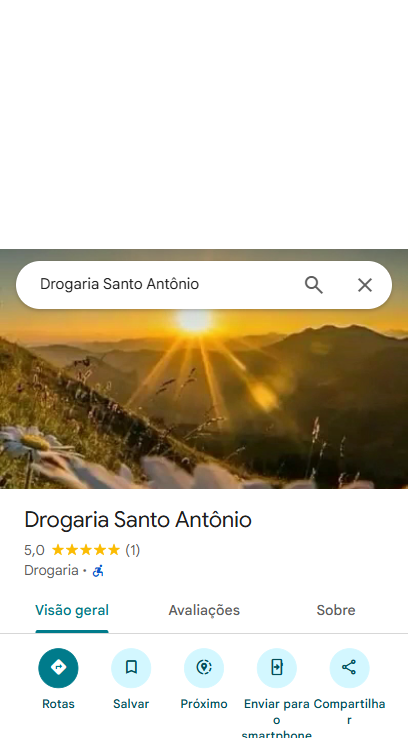 Drogaria Santo Antônio
Drogaria Santo Antônio
5,0 (1)
Drogaria ·
Visão geral Avaliações Sobre
Rotas Salvar Próximo Enviar para Compartilha
o r
smartphone